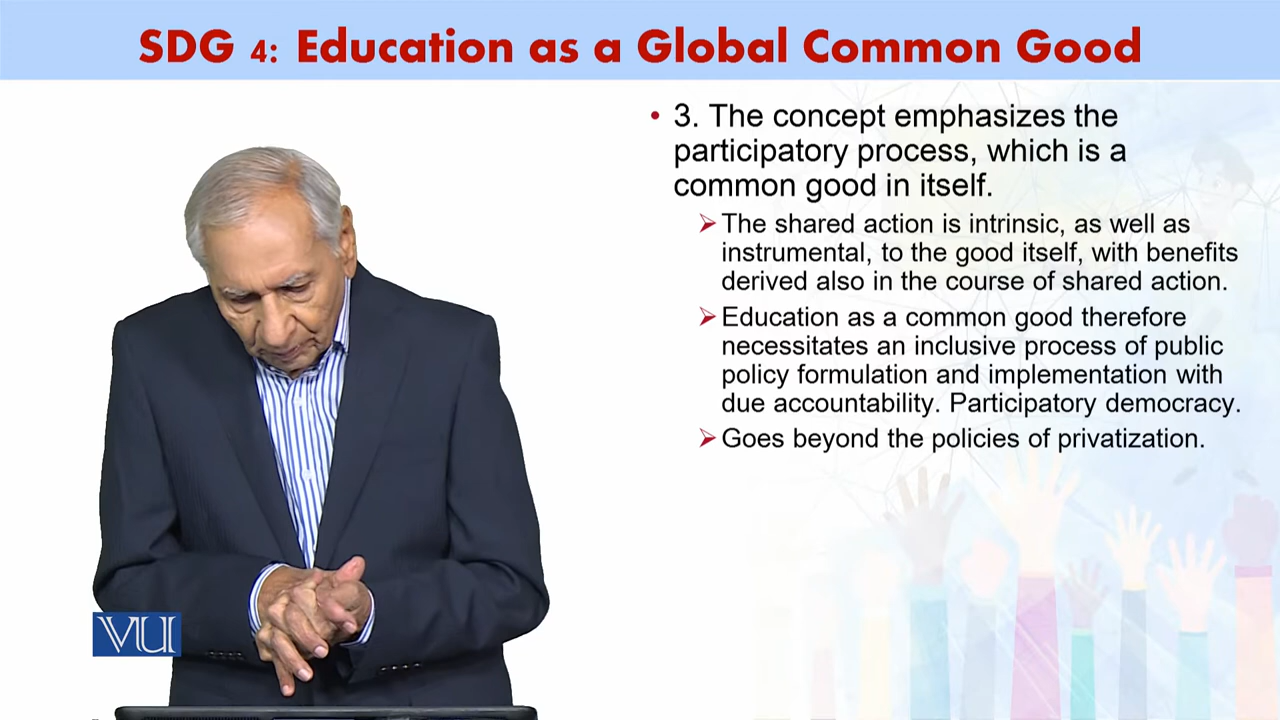 SDG 4: Education as a Global Common Good
• 3. The concept emphasizes the
participatory process, which is a
common good in itself.
➢ The shared action is intrinsic, as well as
instrumental, to the good itself, with benefits
derived also in the course of shared action.
➢ Education as a common good therefore
necessitates an inclusive process of public
policy formulation and implementation with
due accountability. Participatory democracy.
➢ Goes beyond the policies of privatization.
VU